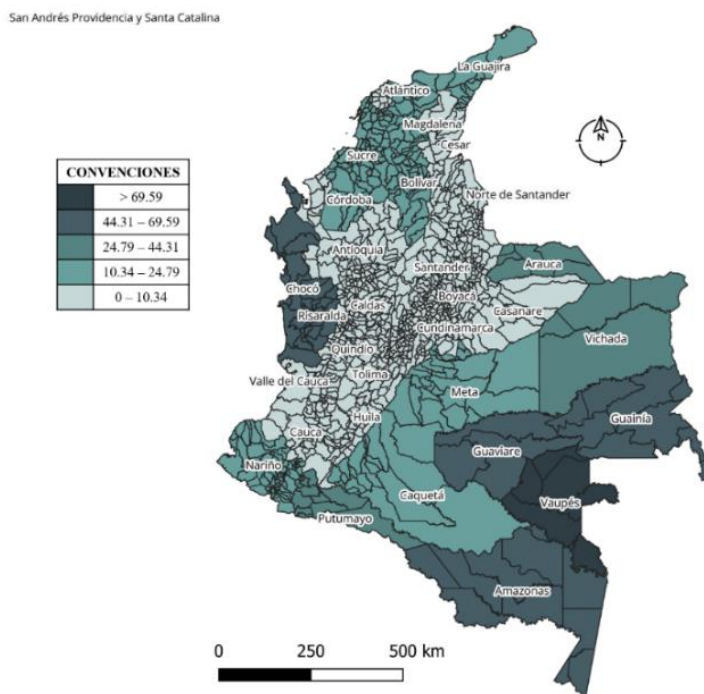 San Andrés Providencia y Santa Catalina
La Guajira
Atlántico
Magdalena
Cesar
N
CONVENCIONES
> 69.59
44.31 – 69.59
24.79 – 44.31
10.34 – 24.79
0 – 10.34
Sucre
Bolívar
Norte de Santander
Córdoba
Antioquia
Santander
Arauca
Chocó
Caldas
Boyacá
Casanare
Risaralda
Cundinamarca
Vichada
Quindío
Valle del Cauca
Tolima
Meta
Huila
Guainía
Cauca
Guaviare
Nariño
Caquetá
Vaupés
Putumayo
Amazonas
0 250 500 km